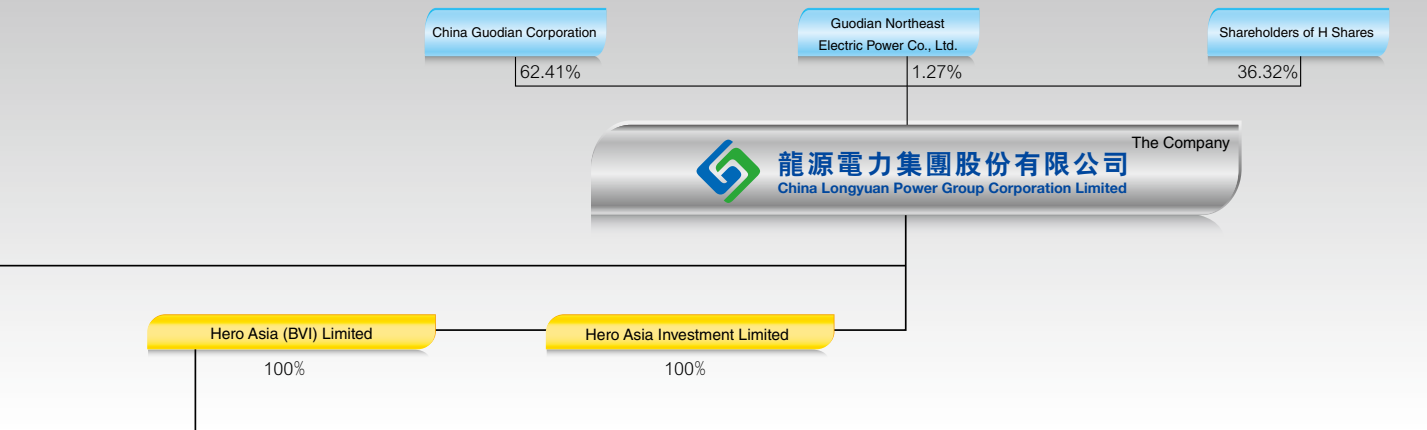 China Guodian Corporation
Guodian Northeast
Electric Power Co., Ltd.
Shareholders of H Shares
62.41%
1.27%
36.32%
The Company
龍源電力集團股份有限公司
China Longyuan Power Group Corporation Limited
Hero Asia (BVI) Limited
Hero Asia Investment Limited
100%
100%